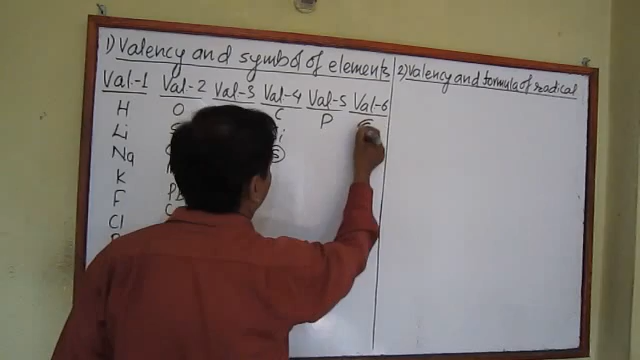 1) Valency and symbol of elements
2) Valency and formula of radical
Val-1 Val-2 Val-3 Val-4 Val-5 Val-6
H O C P
Li
Na S
K
F
Cl